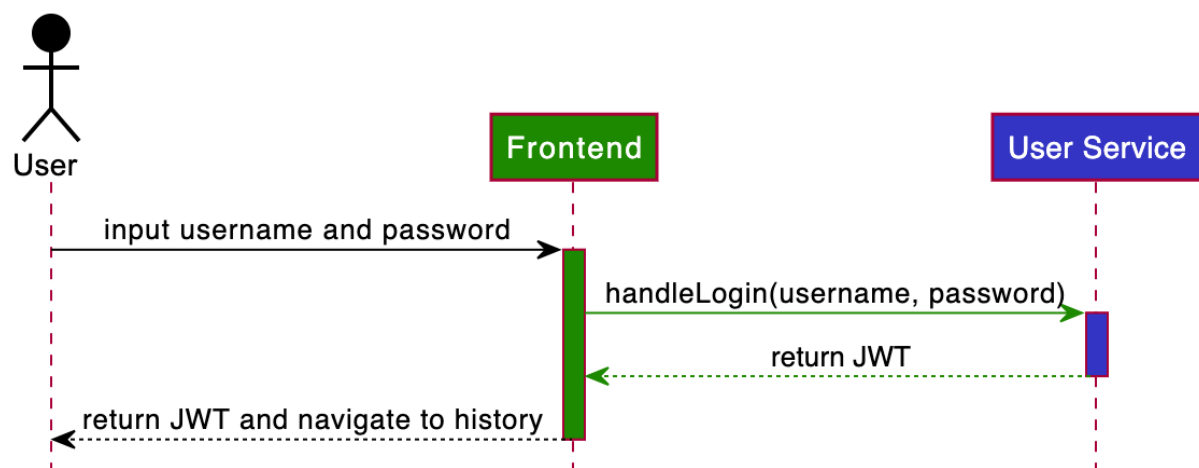 User
Frontend
User Service
input username and password
handleLogin(username, password)
return JWT
return JWT and navigate to history